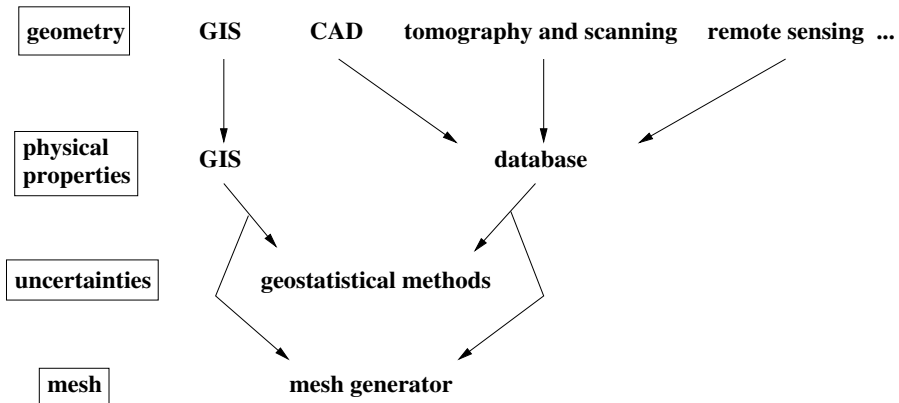 geometry GIS CAD tomography and scanning remote sensing ...
physical
properties
GIS database
uncertainties geostatistical methods
mesh mesh generator